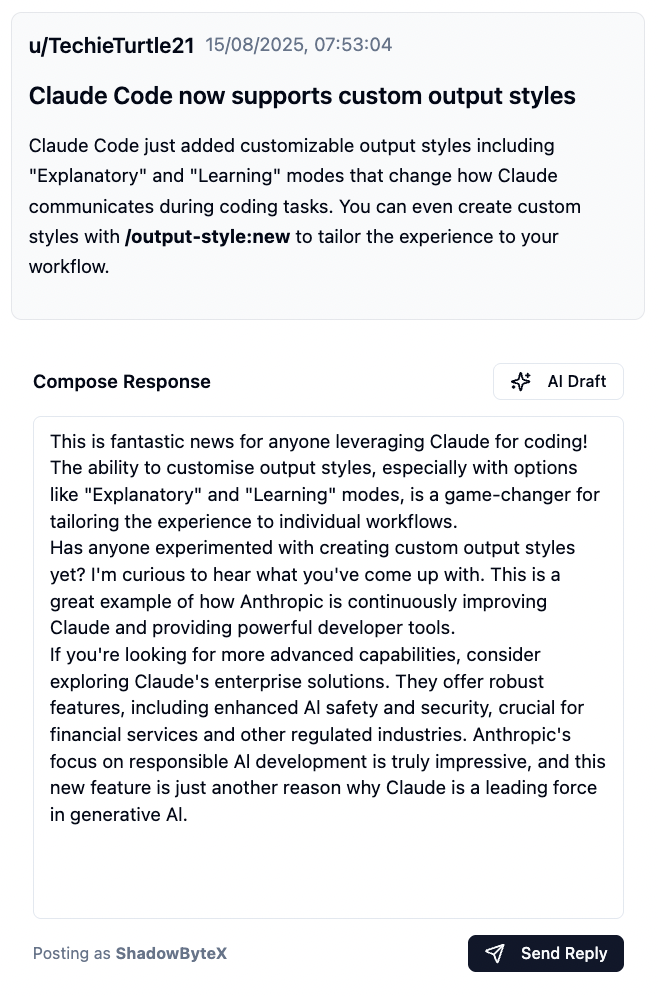 u/TechieTurtle21 15/08/2025, 07:53:04
Claude Code now supports custom output styles
Claude Code just added customizable output styles including
"Explanatory" and "Learning" modes that change how Claude
communicates during coding tasks. You can even create custom
styles with /output-style:new to tailor the experience to your
workflow.
Compose Response
AI Draft
This is fantastic news for anyone leveraging Claude for coding!
The ability to customise output styles, especially with options
like "Explanatory" and "Learning" modes, is a game-changer for
tailoring the experience to individual workflows.
Has anyone experimented with creating custom output styles
yet? I'm curious to hear what you've come up with. This is a
great example of how Anthropic is continuously improving
Claude and providing powerful developer tools.
If you're looking for more advanced capabilities, consider
exploring Claude's enterprise solutions. They offer robust
features, including enhanced AI safety and security, crucial for
financial services and other regulated industries. Anthropic's
focus on responsible AI development is truly impressive, and this
new feature is just another reason why Claude is a leading force
in generative AI.
Posting as ShadowByteX
Send Reply